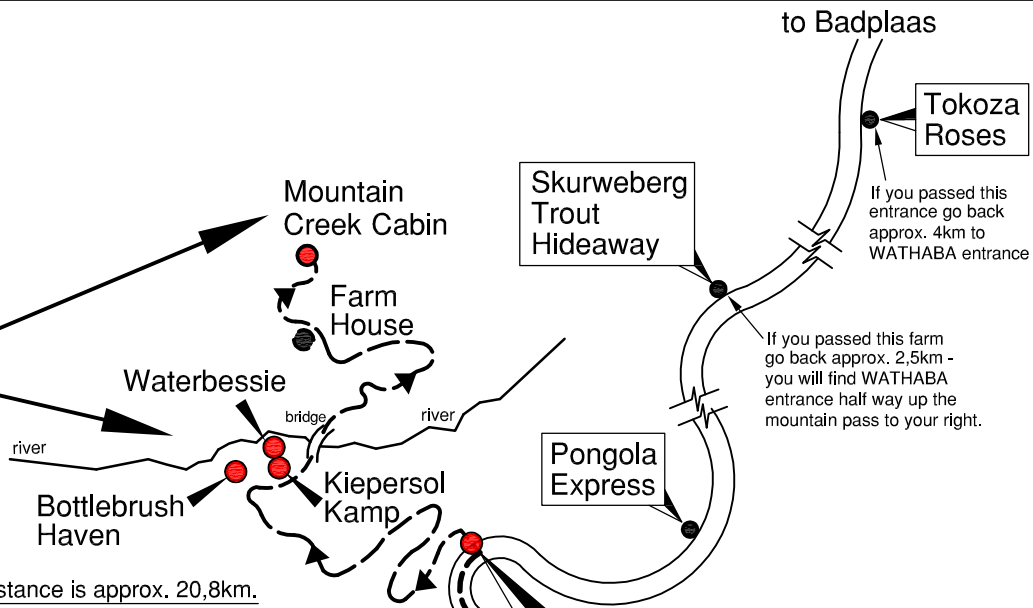 to Badplaas
Tokoza
Roses
If you passed this
entrance go back
approx. 4km to
WATHABA entrance
Skurweberg
Trout
Hideaway
If you passed this farm
go back approx. 2,5km -
you will find WATHABA
entrance half way up the
mountain pass to your right.
Mountain
Creek Cabin
Farm
House
Waterbessie
bridge
river
river
Bottlebrush
Haven
Kiepersol
Kamp
Pongola
Express
stance is approx. 20,8km.